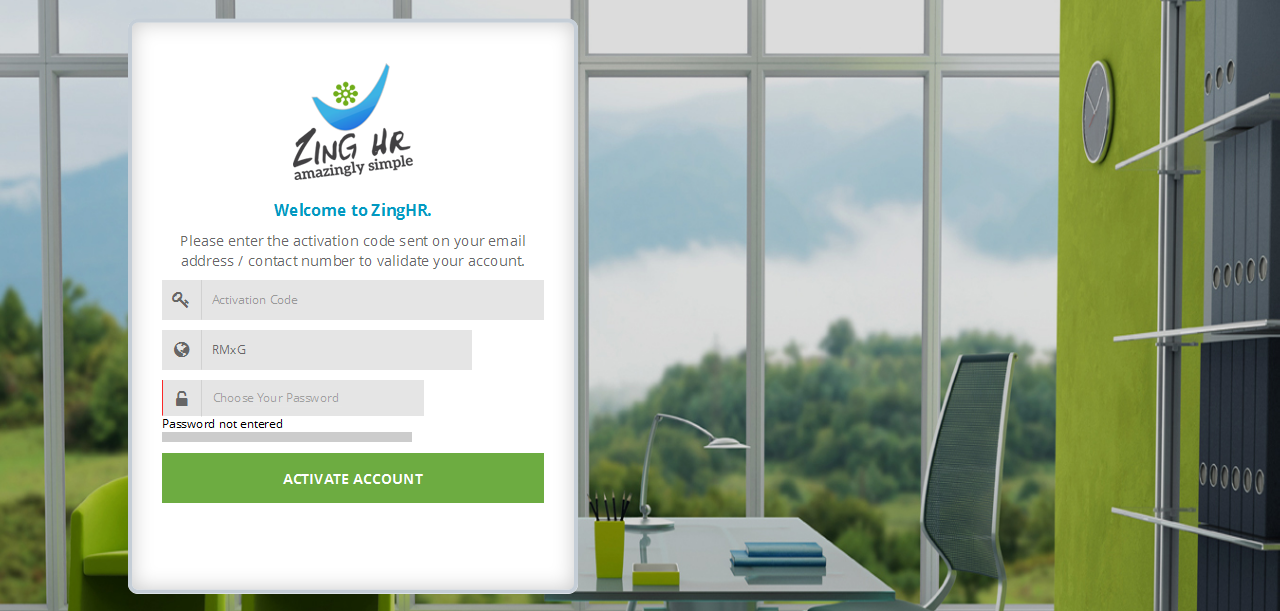 ZING HR
amazingly simple
Welcome to ZingHR.
Please enter the activation code sent on your email
address / contact number to validate your account.
Activation Code
RMxG
Choose Your Password
Password not entered
ACTIVATE ACCOUNT